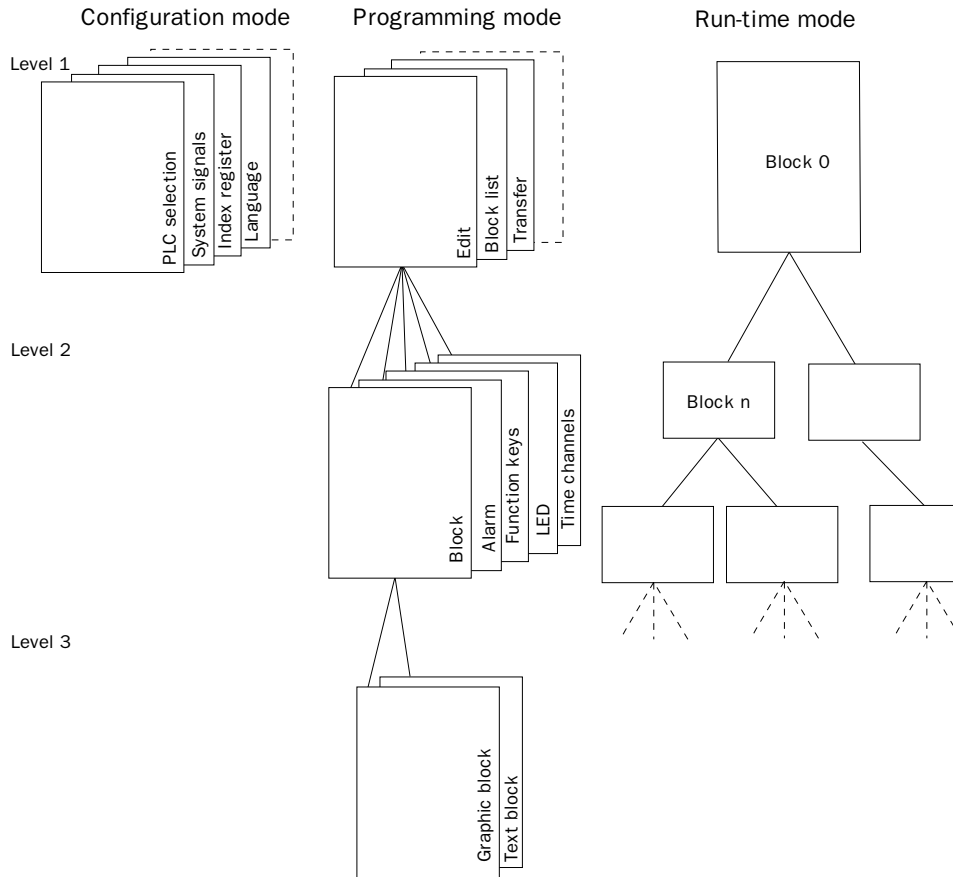 Configuration mode
Programming mode
Run-time mode
Level 1
PLC selection
System signals
Index register
Language
Edit
Block list
Transfer
Block 0
Level 2
Block
Alarm
Function keys
LED
Time channels
Block n
Level 3
Graphic block
Text block